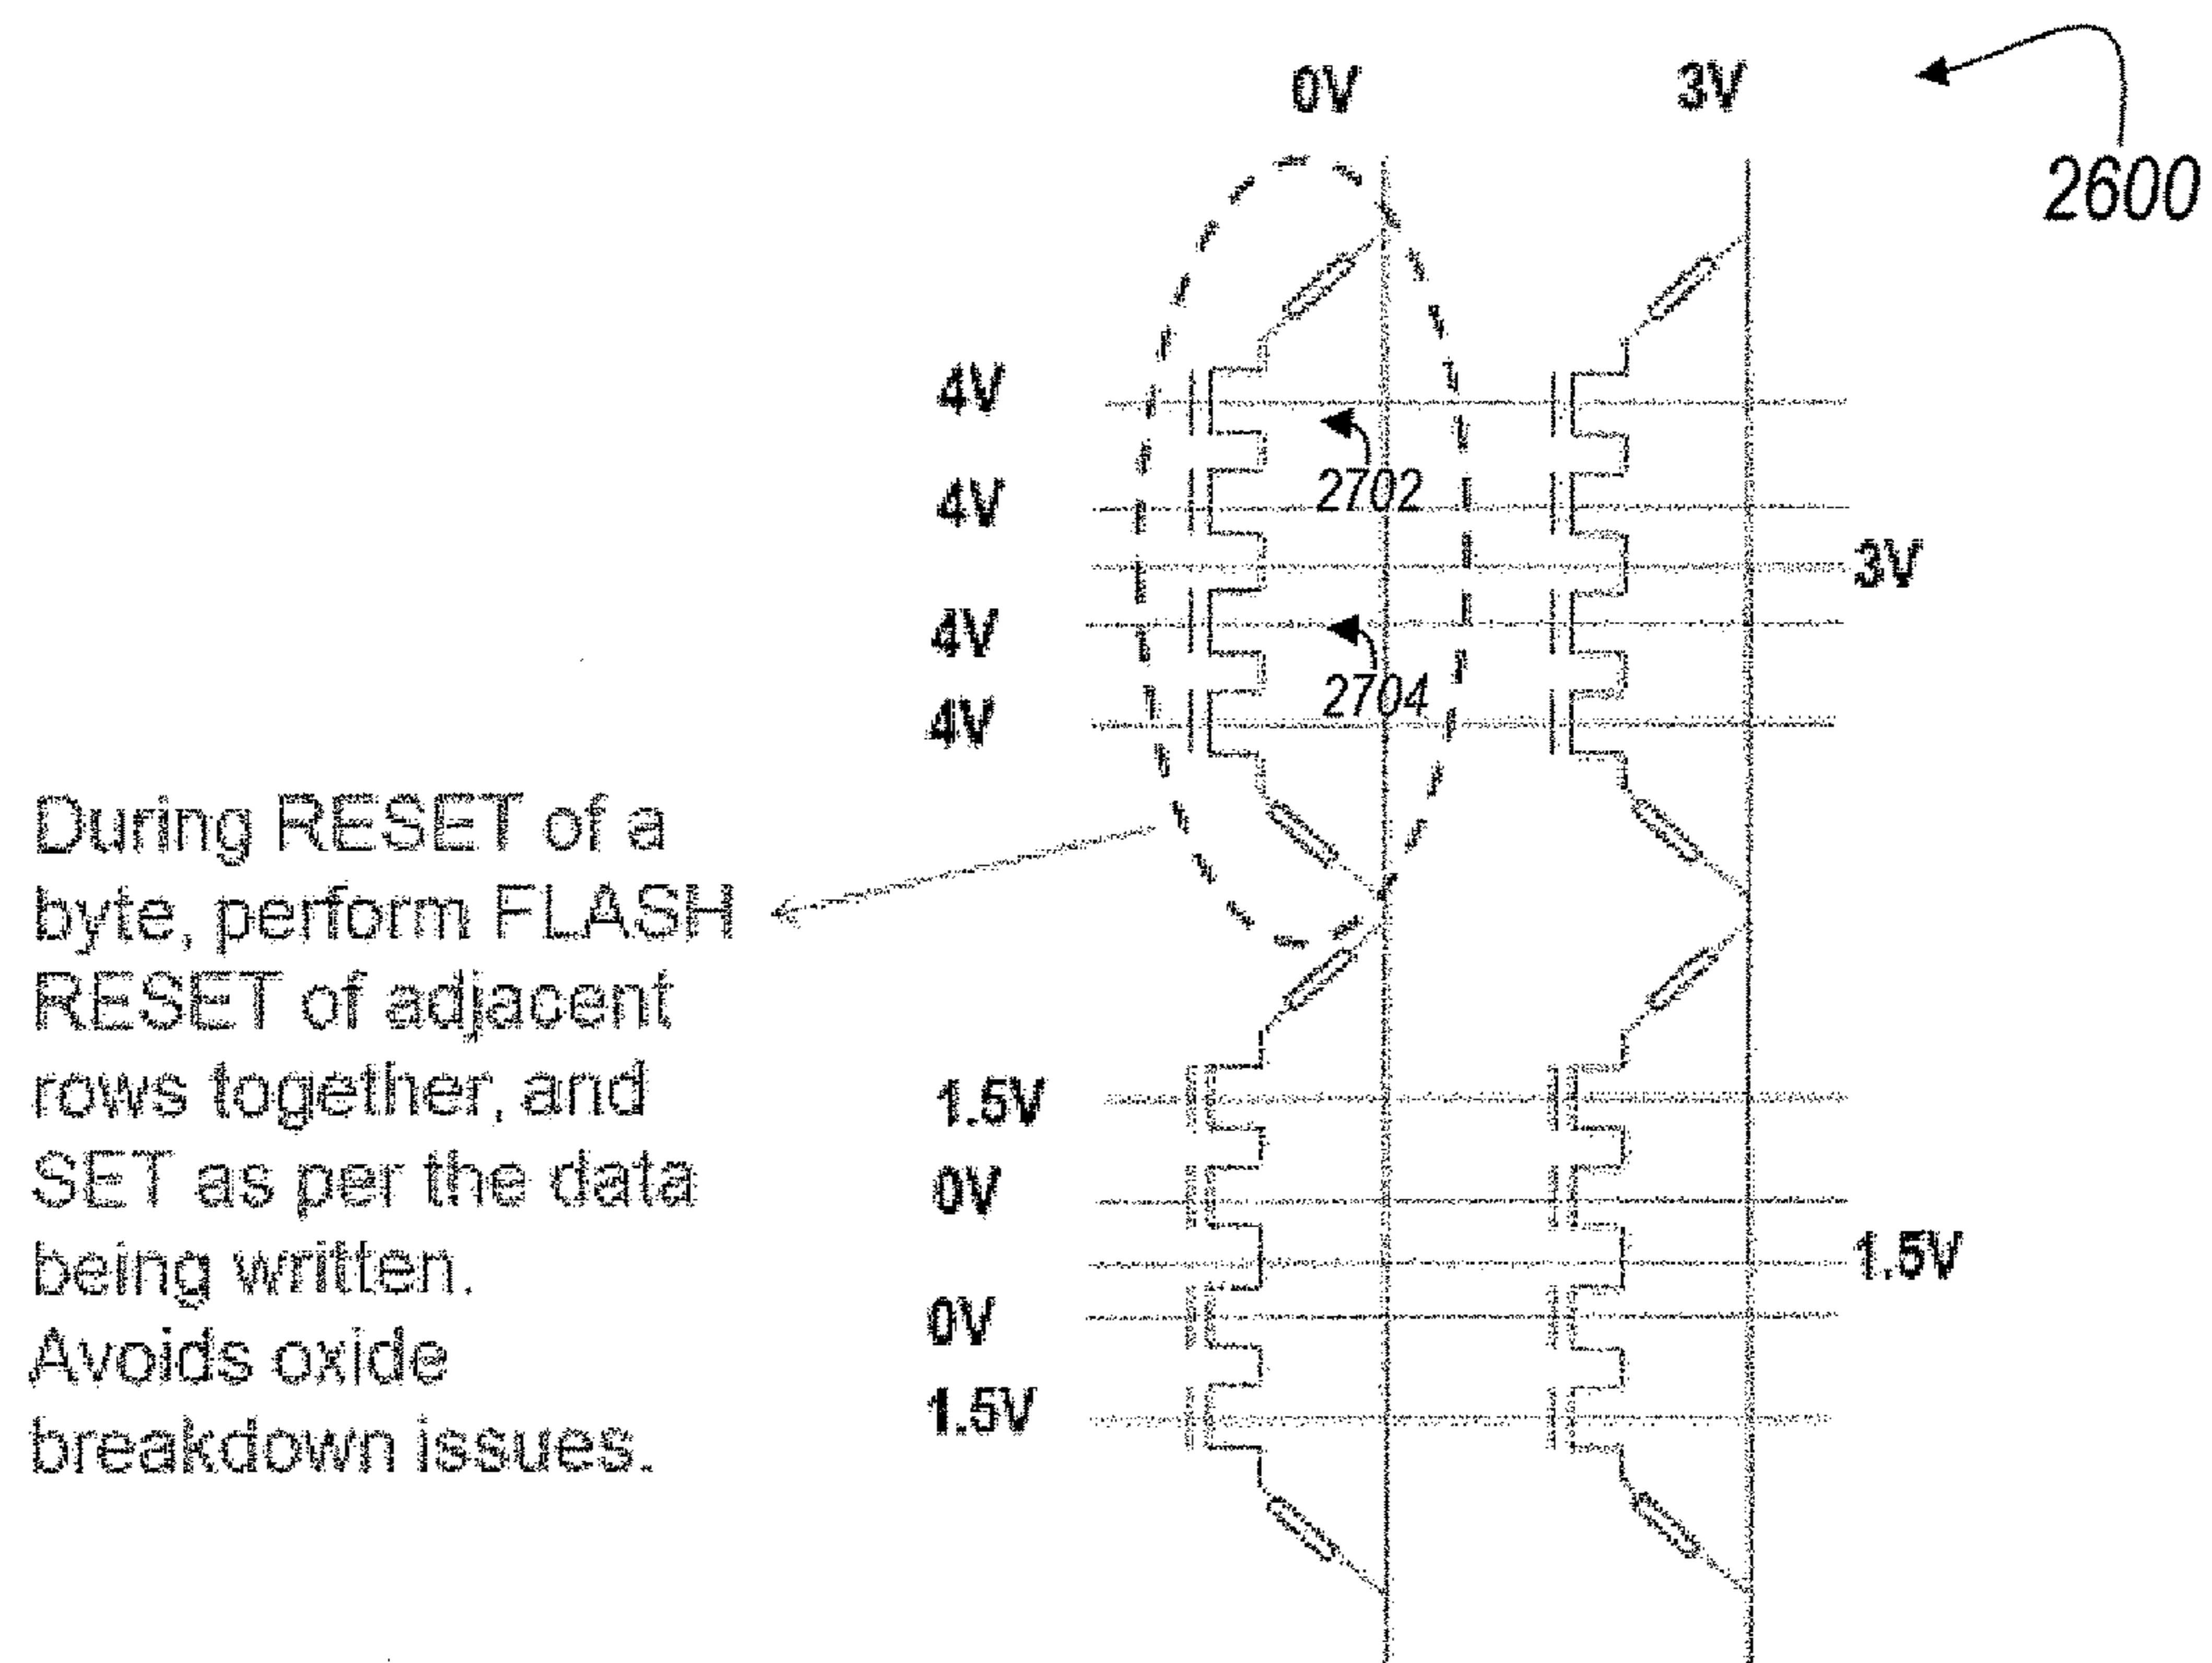 0V 3V
2600
4V
2702
4V
3V
4V
2704
4V
During RESET of a
byte, perform FLASH
RESET of adjacent
rows together, and
SET as per the data
being written.
Avoids oxide
breakdown issues.
1.5V
0V
1.5V
0V
1.5V